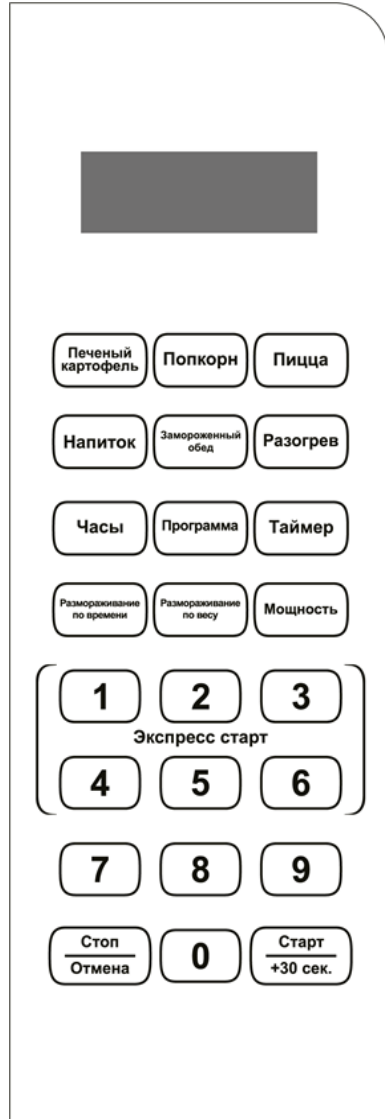 Печеный
картофель
Попкорн
Пицца
Напиток
Замороженный
обед
Разогрев
Часы
Программа
Таймер
Размораживание
по времени
Размораживание
по весу
Мощность
1 2 3
Экспресс старт
4 5 6
7 8 9
Стоп
Отмена
0
Старт
+30 сек.